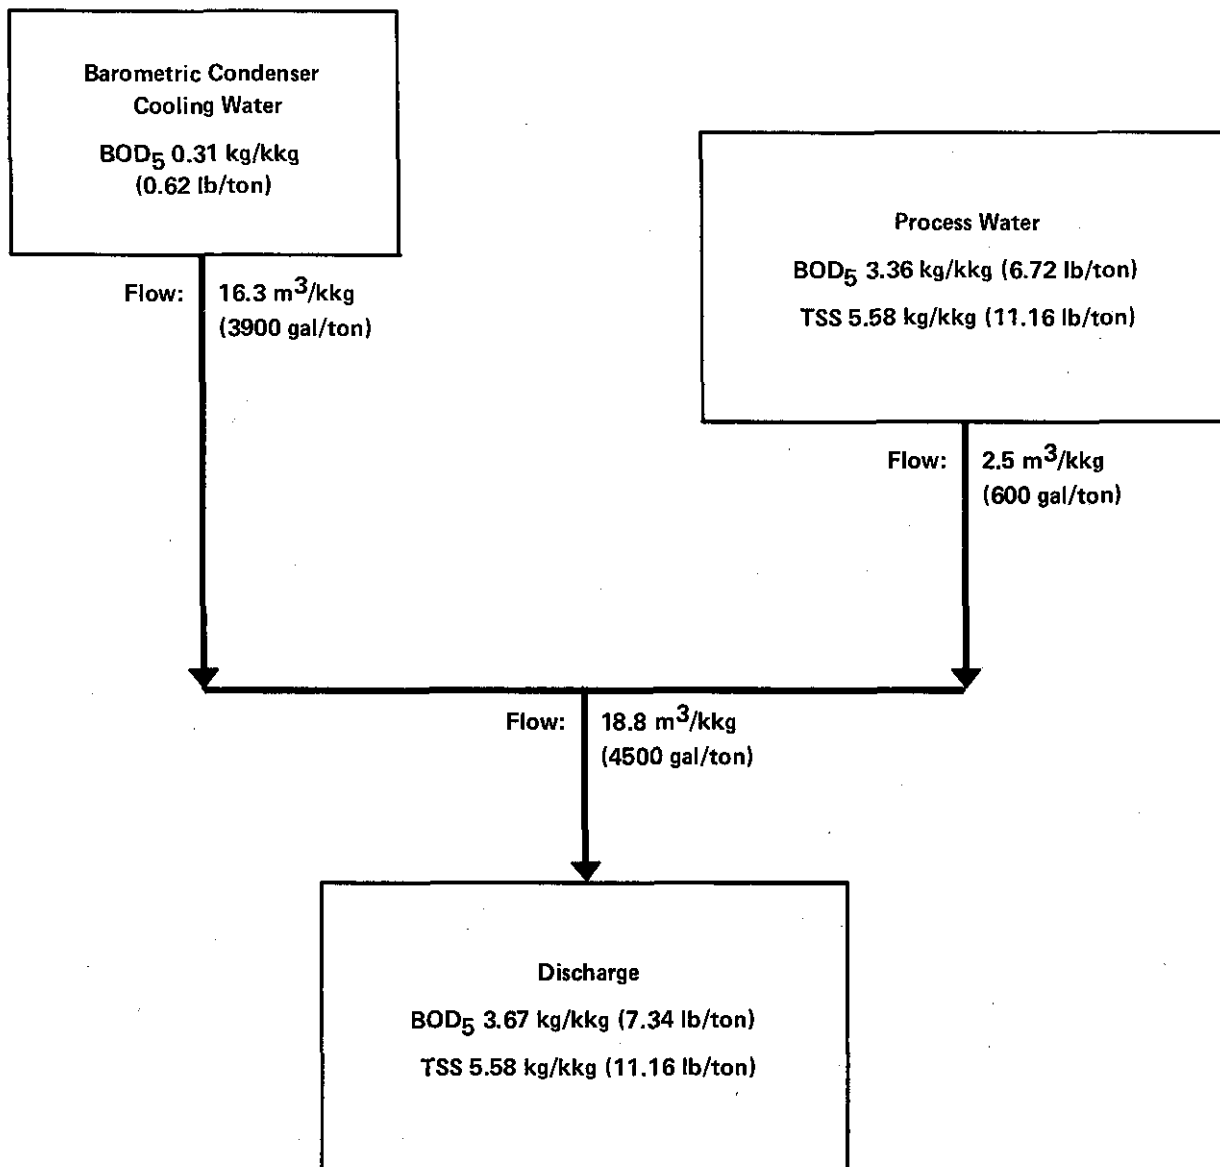 Barometric Condenser
Cooling Water
BOD5 0.31 kg/kkg
(0.62 lb/ton)
Flow: 16.3 m3/kkg
(3900 gal/ton)
Process Water
BOD5 3.36 kg/kkg (6.72 lb/ton)
TSS 5.58 kg/kkg (11.16 lb/ton)
Flow: 2.5 m3/kkg
(600 gal/ton)
Flow: 18.8 m3/kkg
(4500 gal/ton)
Discharge
BOD5 3.67 kg/kkg (7.34 lb/ton)
TSS 5.58 kg/kkg (11.16 lb/ton)